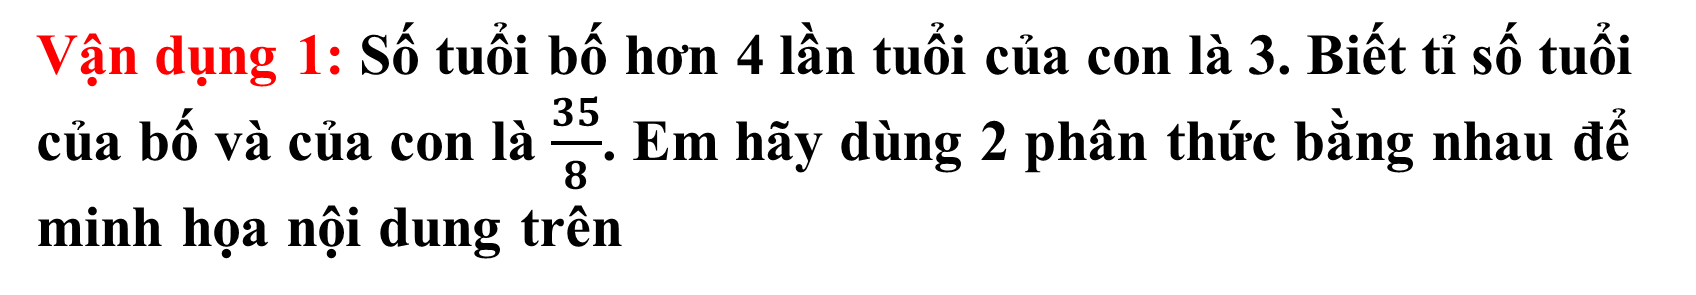 Vận dụng 1: Số tuổi bố hơn 4 lần tuổi của con là 3. Biết tỉ số tuổi
của bố và của con là 35/8. Em hãy dùng 2 phân thức bằng nhau để
minh họa nội dung trên